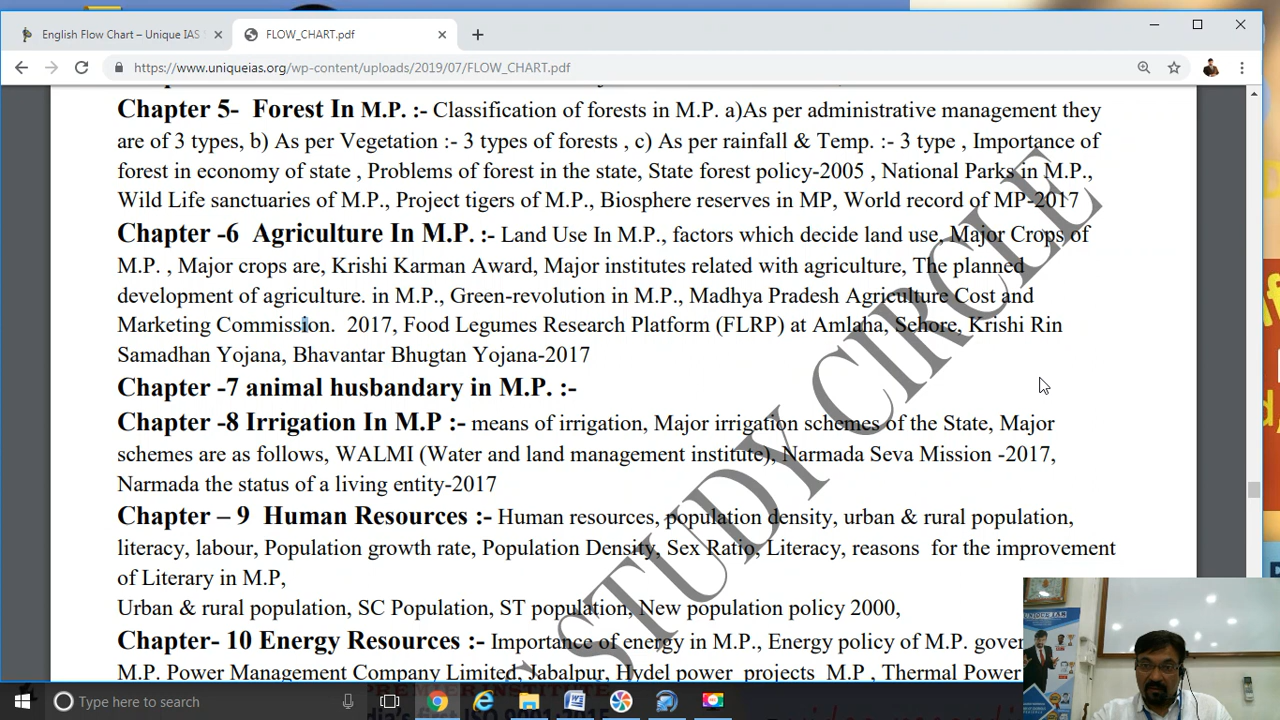 English Flow Chart – Unique IAS
FLOW_CHART.pdf
https://www.uniqueias.org/wp-content/uploads/2019/07/FLOW_CHART.pdf
Chapter 5- Forest In M.P. :- Classification of forests in M.P. a)As per administrative management they
are of 3 types, b) As per Vegetation :- 3 types of forests , c) As per rainfall & Temp. :- 3 type , Importance of
forest in economy of state , Problems of forest in the state, State forest policy-2005 , National Parks in M.P.,
Wild Life sanctuaries of M.P., Project tigers of M.P., Biosphere reserves in MP, World record of MP-2017
Chapter -6 Agriculture In M.P. :- Land Use In M.P., factors which decide land use, Major Crops of
M.P. , Major crops are, Krishi Karman Award, Major institutes related with agriculture, The planned
development of agriculture. in M.P., Green-revolution in M.P., Madhya Pradesh Agriculture Cost and
Marketing Commission. 2017, Food Legumes Research Platform (FLRP) at Amlaha, Sehore, Krishi Rin
Samadhan Yojana, Bhavantar Bhugtan Yojana-2017
Chapter -7 animal husbandary in M.P. :-
Chapter -8 Irrigation In M.P :- means of irrigation, Major irrigation schemes of the State, Major
schemes are as follows, WALMI (Water and land management institute), Narmada Seva Mission -2017,
Narmada the status of a living entity-2017
Chapter – 9 Human Resources :- Human resources, population density, urban & rural population,
literacy, labour, Population growth rate, Population Density, Sex Ratio, Literacy, reasons for the improvement
of Literary in M.P,
Urban & rural population, SC Population, ST population, New population policy 2000,
Chapter- 10 Energy Resources :- Importance of energy in M.P., Energy policy of M.P.
M.P. Power Management Company Limited, Jabalpur, Hydel power projects M.P , Thermal Power
STUDY CIRCLE
Type here to search